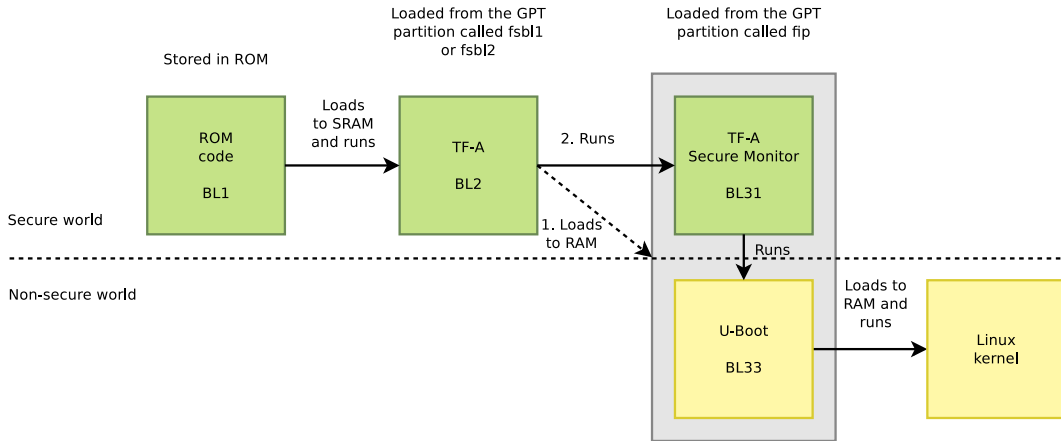 Loaded from the GPT
partition called fsbl1
or fsbl2
Loaded from the GPT
partition called fip
Stored in ROM
ROM
code
BL1
Loads
to SRAM
and runs
TF-A
BL2
2. Runs
TF-A
Secure Monitor
BL31
1. Loads
to RAM
Secure world
Runs
Non-secure world
U-Boot
BL33
Loads to
RAM and
runs
Linux
kernel